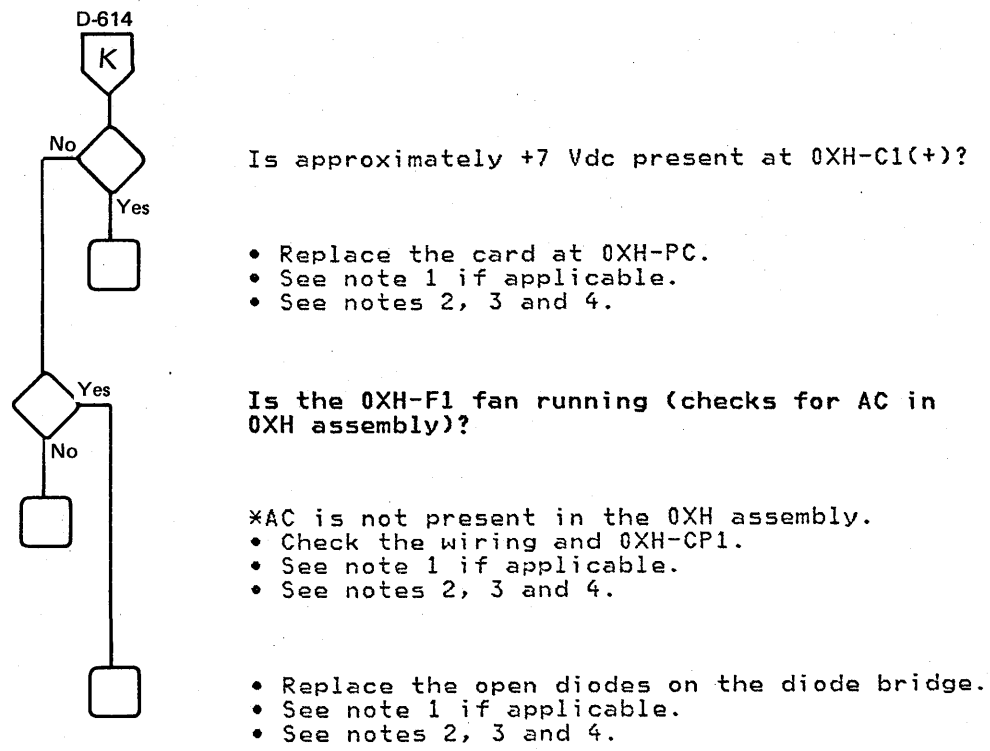 D-614
K
No
Is approximately +7 Vdc present at 0XH-C1(+)?
Yes
• Replace the card at 0XH-PC.
• See note 1 if applicable.
• See notes 2, 3 and 4.
Yes
Is the 0XH-F1 fan running (checks for AC in
0XH assembly)?
No
*AC is not present in the 0XH assembly.
• Check the wiring and 0XH-CP1.
• See note 1 if applicable.
• See notes 2, 3 and 4.
• Replace the open diodes on the diode bridge.
• See note 1 if applicable.
• See notes 2, 3 and 4.